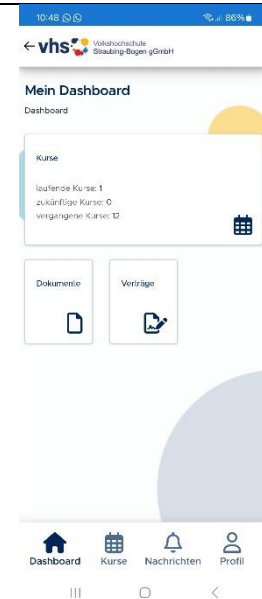 10:48 86%
vhs Volkshochschule
Straubing-Bogen gGmbH
Mein Dashboard
Dashboard
Kurse
laufende Kurse: 1
zukünftige Kurse: 0
vergangene Kurse: 12
Dokumente Verträge
Dashboard Kurse Nachrichten Profil